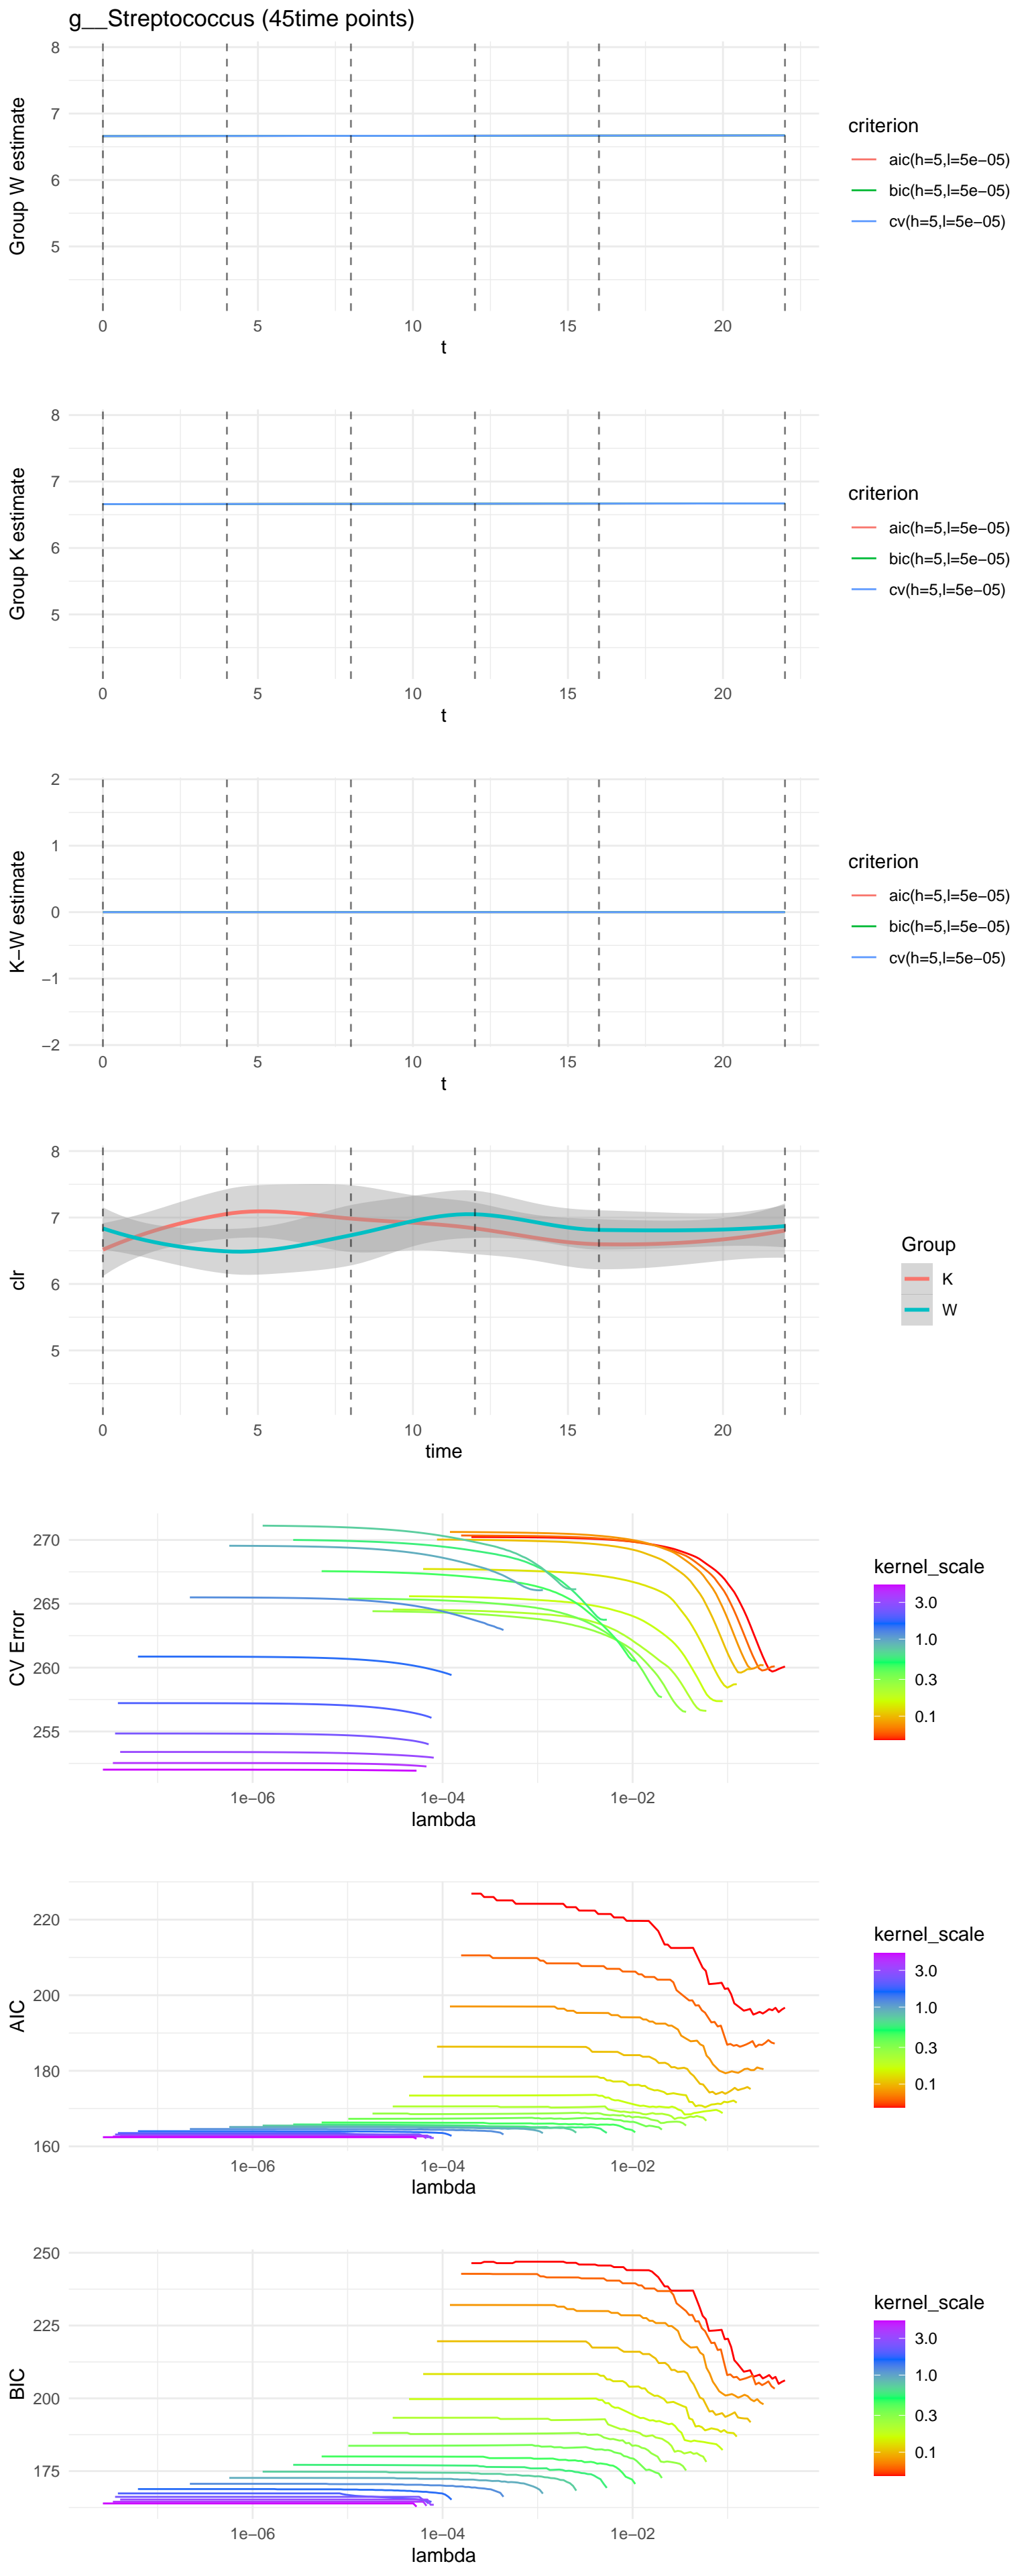 g__Streptococcus (45time points)
Group W estimate
8
7
6
5
0 5 10 15 20
t
criterion
aic(h=5,l=5e−05)
bic(h=5,l=5e−05)
cv(h=5,l=5e−05)
Group K estimate
8
7
6
5
0 5 10 15 20
t
criterion
aic(h=5,l=5e−05)
bic(h=5,l=5e−05)
cv(h=5,l=5e−05)
K−W estimate
2
1
0
−1
−2
0 5 10 15 20
t
criterion
aic(h=5,l=5e−05)
bic(h=5,l=5e−05)
cv(h=5,l=5e−05)
clr
8
7
6
5
0 5 10 15 20
time
Group
K
W
CV Error
270
265
260
255
1e−06 1e−04 1e−02
lambda
kernel_scale
3.0
1.0
0.3
0.1
AIC
220
200
180
160
1e−06 1e−04 1e−02
lambda
kernel_scale
3.0
1.0
0.3
0.1
BIC
250
225
200
175
1e−06 1e−04 1e−02
lambda
kernel_scale
3.0
1.0
0.3
0.1